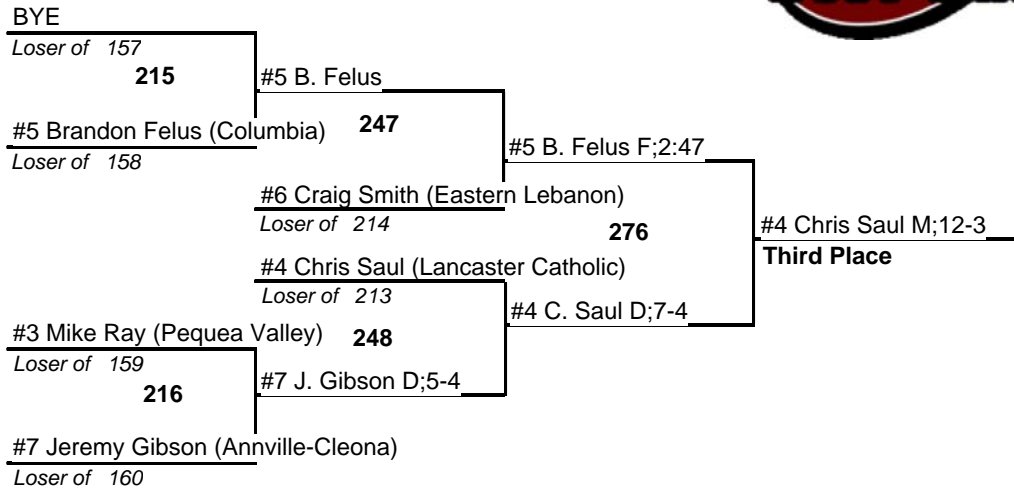 BYE
Loser of 157
215
#5 B. Felus
#5 Brandon Felus (Columbia)
247
Loser of 158
#5 B. Felus F;2:47
#6 Craig Smith (Eastern Lebanon)
Loser of 214
276
#4 Chris Saul M;12-3
Third Place
#4 Chris Saul (Lancaster Catholic)
Loser of 213
#4 C. Saul D;7-4
#3 Mike Ray (Pequea Valley)
248
Loser of 159
216
#7 J. Gibson D;5-4
#7 Jeremy Gibson (Annville-Cleona)
Loser of 160